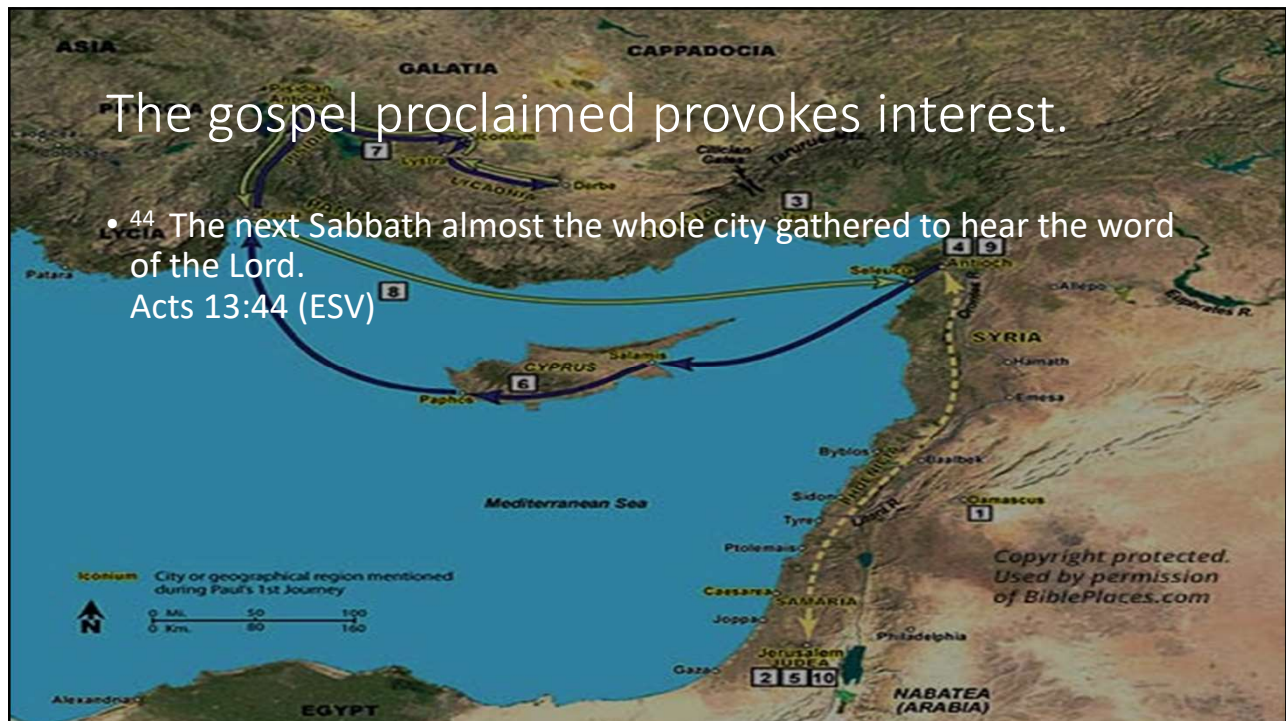 ASIA
CAPPADOCIA
GALATIA
The gospel proclaimed provokes interest.
7
Lystra
Derbe
Cilician
Gates
3
• 44 The next Sabbath almost the whole city gathered to hear the word
of the Lord.
Acts 13:44 (ESV)
LYCIA
Patara
4 9
Antioch
8
Aleppo
Euphrates R.
SYRIA
Hamath
Salamis
CYPRUS
6
Paphos
Emesa
Byblos
Baalbek
Mediterranean Sea
Sidon
Litani R.
Damascus
1
Tyre
Ptolemais
Copyright protected.
Used by permission
of BiblePlaces.com
Iconium City or geographical region mentioned
during Paul's 1st Journey
N
0 Mi. 50 100
0 Km. 80 160
Caesarea
SAMARIA
Joppa
Philadelphia
Jerusalem
JUDEA
Gaza
2 5 10
NABATEA
(ARABIA)
Alexandria
EGYPT